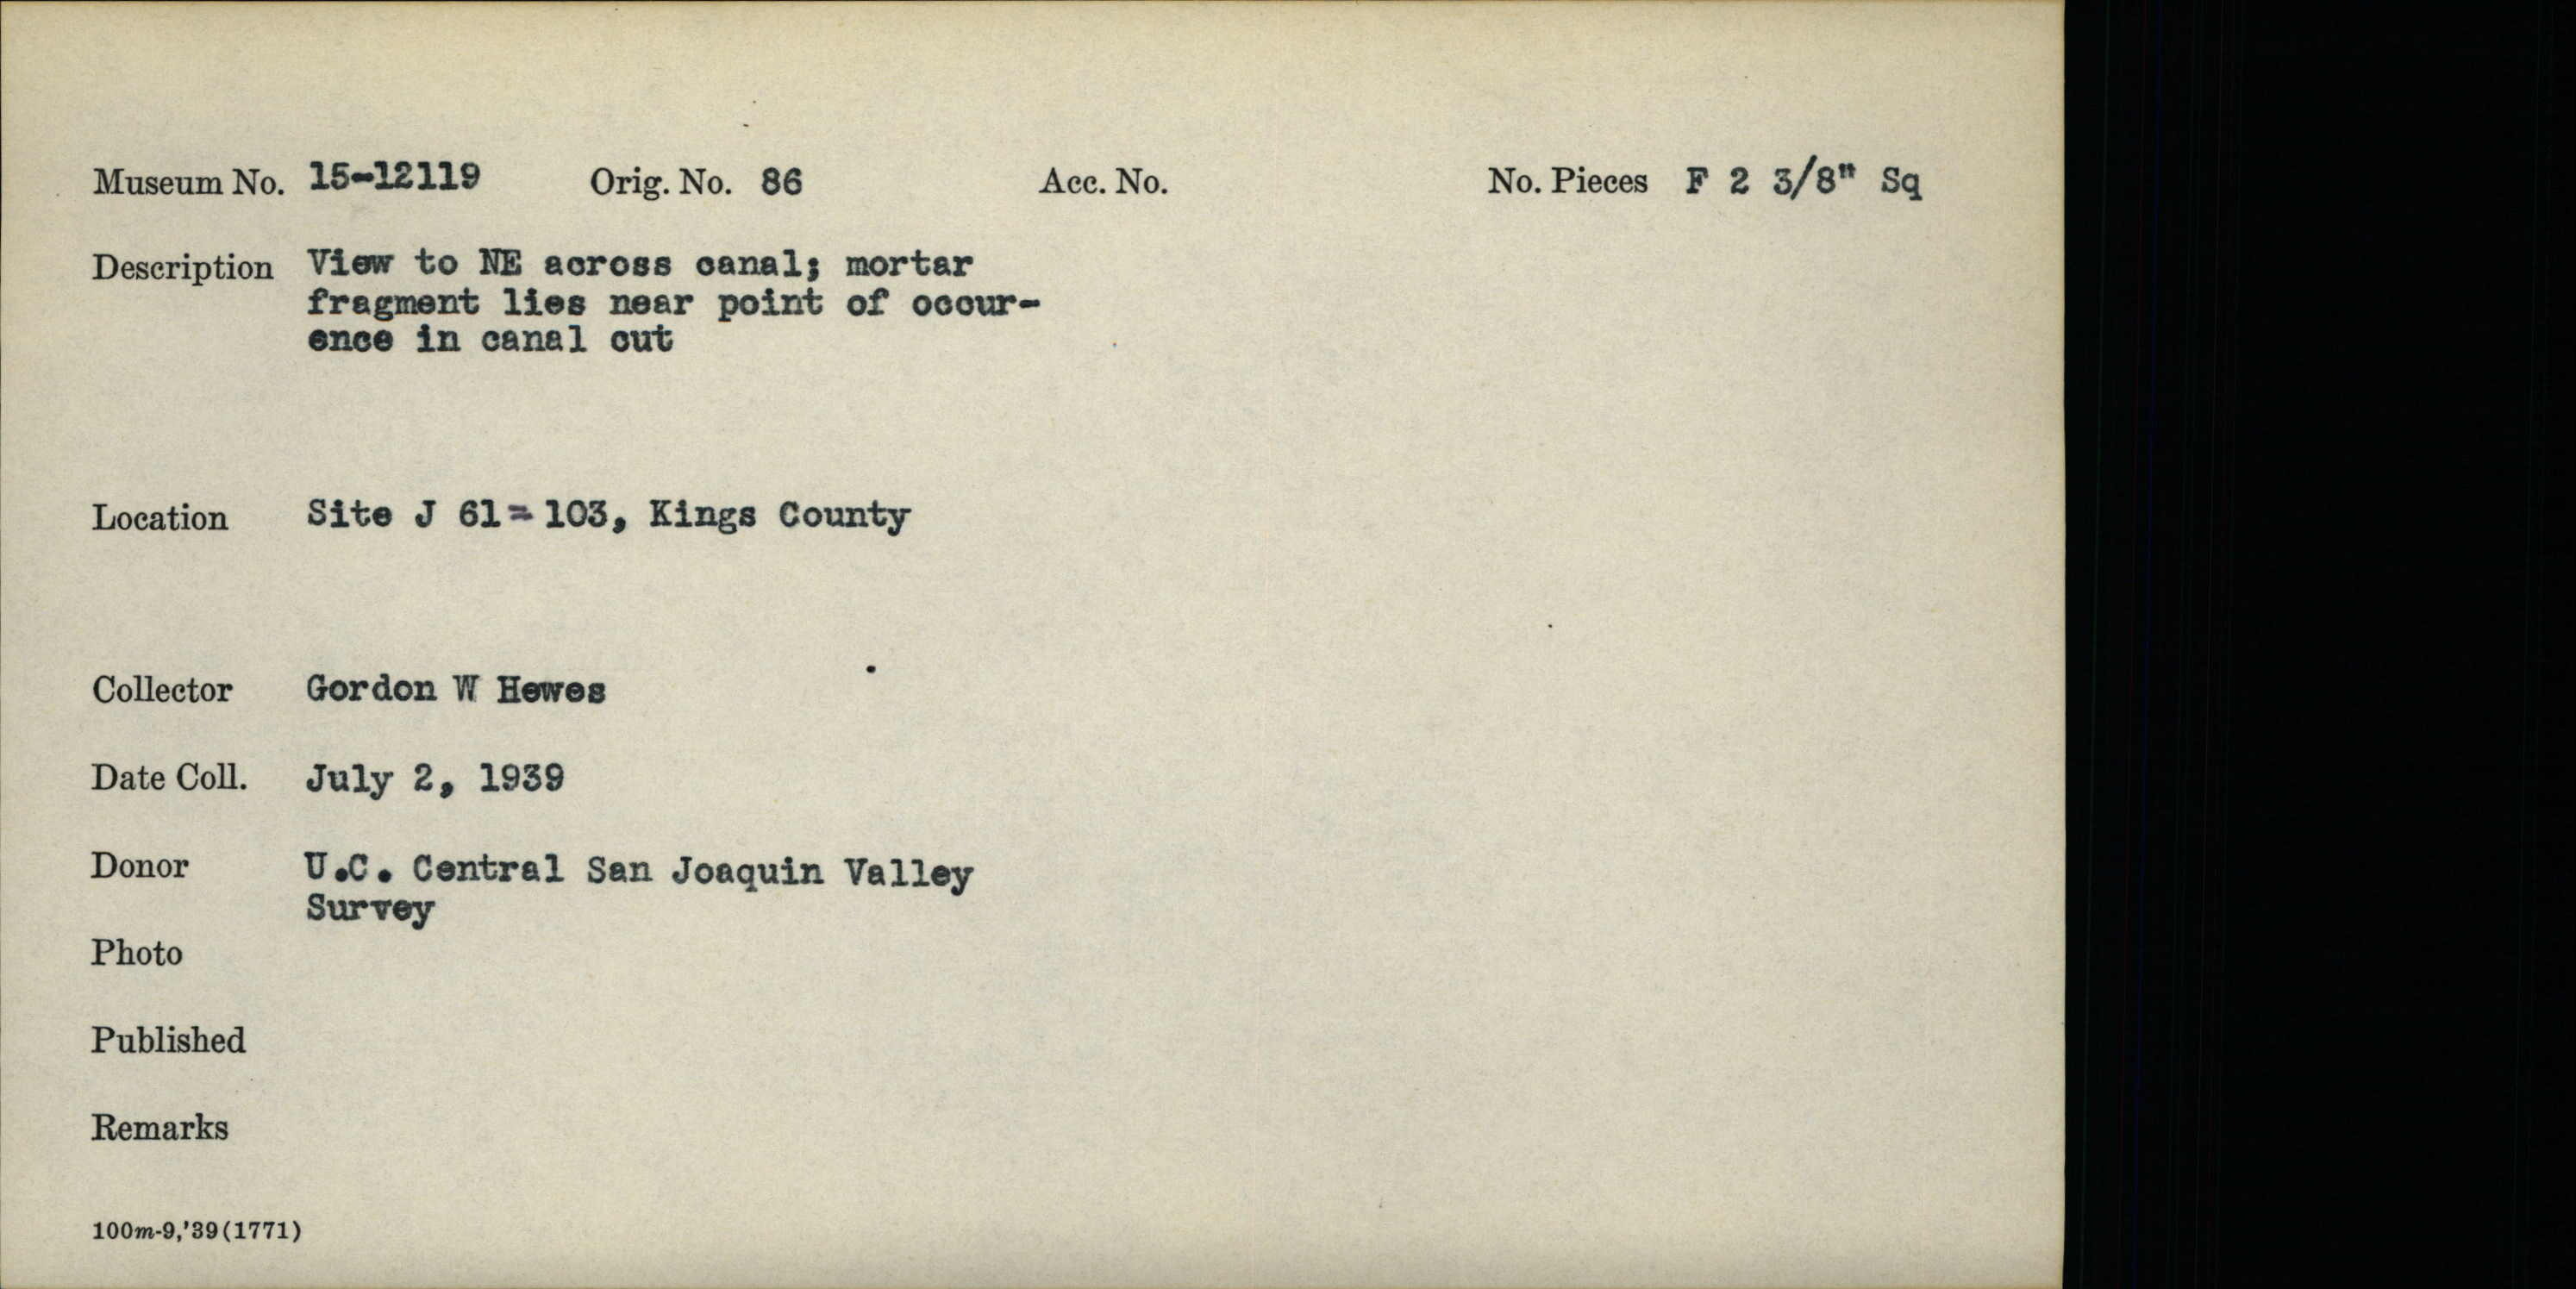 Museum No. 15-12119 Orig. No. 86 Acc. No. No. Pieces F 2 3/8" Sq
Description View to NE across canal; mortar
fragment lies near point of occur-
ence in canal cut
Location Site J 61=103, Kings County
Collector Gordon W Hewes
Date Coll. July 2, 1939
Donor U.C. Central San Joaquin Valley
Survey
Photo
Published
Remarks
100m-9,'39(1771)